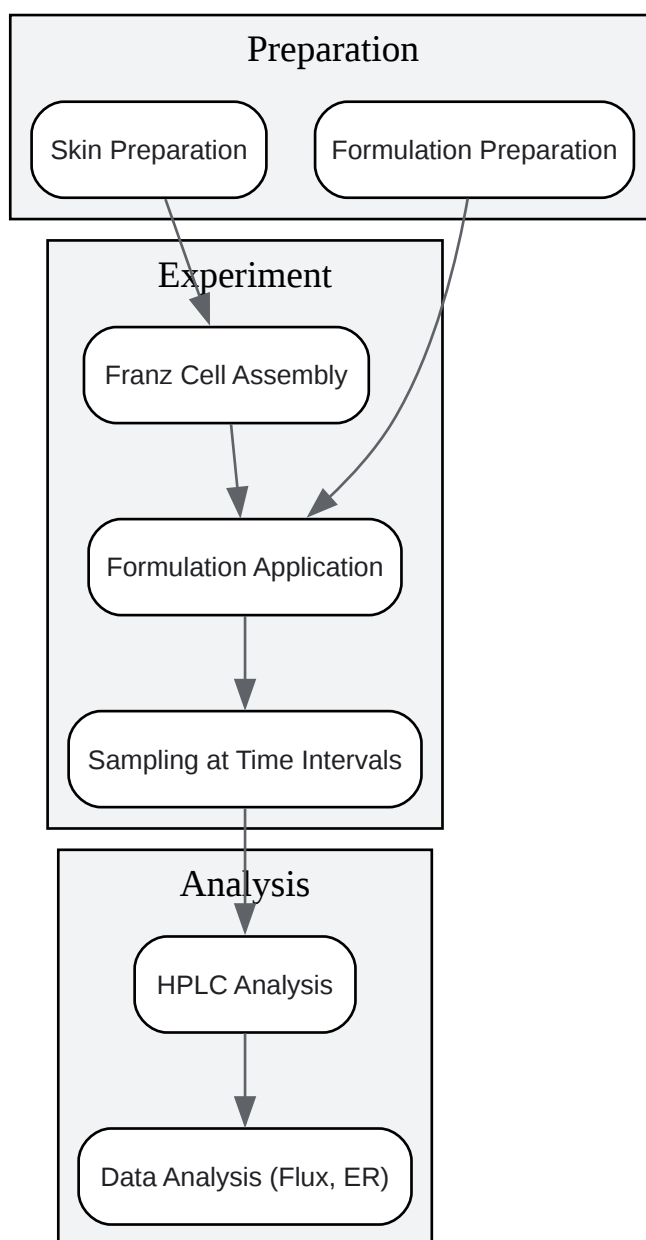 Preparation
Skin Preparation
Formulation Preparation
Experiment
Franz Cell Assembly
Formulation Application
Sampling at Time Intervals
Analysis
HPLC Analysis
Data Analysis (Flux, ER)